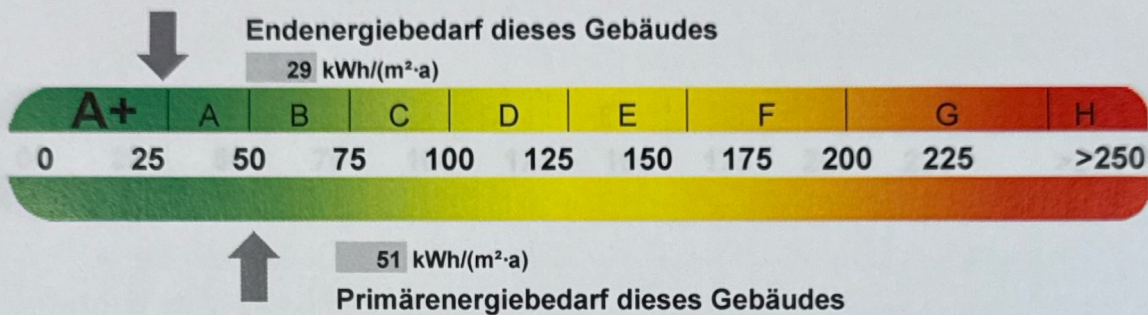 Endenergiebedarf dieses Gebäudes
29 kWh/(m²·a)
A+ A B C D E F G H
0 25 50 75 100 125 150 175 200 225 >250
51 kWh/(m²·a)
Primärenergiebedarf dieses Gebäudes